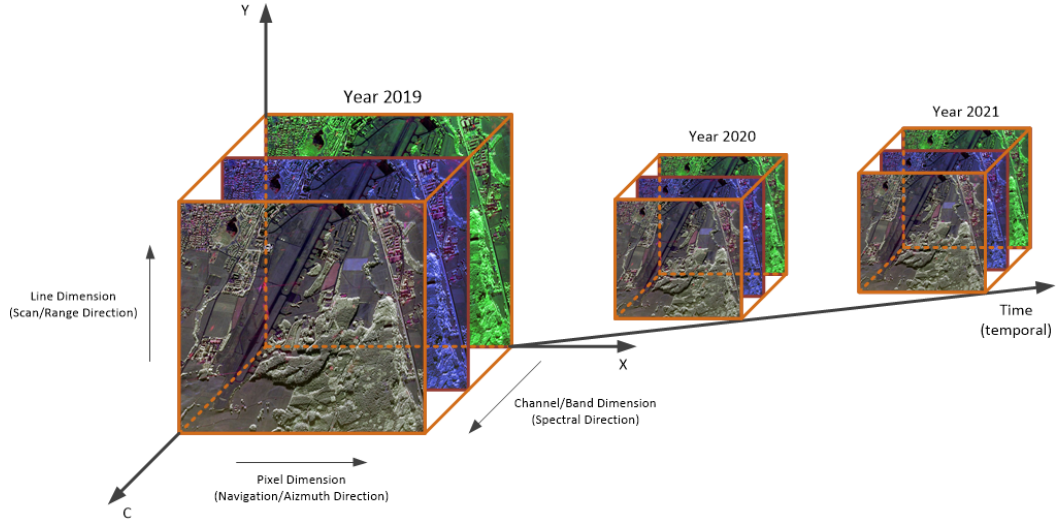 Y
Year 2019
Year 2020
Year 2021
Line Dimension
(Scan/Range Direction)
Time
(temporal)
X
Channel/Band Dimension
(Spectral Direction)
Pixel Dimension
(Navigation/Aizmuth Direction)
C